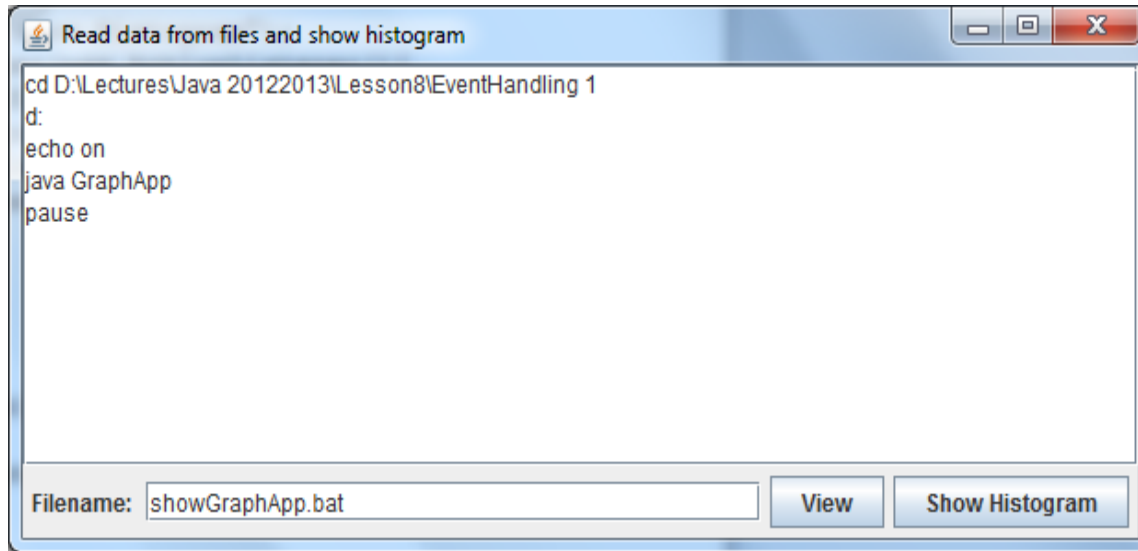 Read data from files and show histogram
cd D:\Lectures\Java 20122013\Lesson8\EventHandling 1
d:
echo on
java GraphApp
pause
Filename: showGraphApp.bat View Show Histogram